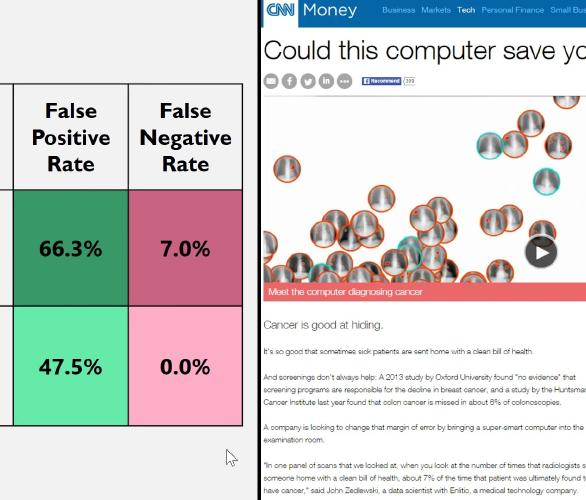 False Positive Rate
False Negative Rate
66.3%
7.0%
47.5%
0.0%
CNN Money
Business Markets Tech Personal Finance Small Bus
Could this computer save yo
Recommend
Meet the computer diagnosing cancer
Cancer is good at hiding.
It's so good that sometimes sick patients are sent home with a clean bill of health.
And screenings don't always help: A 2013 study by Oxford University found "no evidence" that
screening programs are responsible for the decline in breast cancer, and a study by the Huntsma
Cancer Institute last year found that colon cancer is missed in about 6% of colonoscopies.
A company is looking to change that margin of error by bringing a super-smart computer into the
examination room.
"In one panel of scans that we looked at, when you look at the number of times that radiologists s
someone home with a clean bill of health, about 7% of the time that patient was ultimately found t
have cancer," said John Zedlewski, a data scientist with Enlitic, a medical technology company.